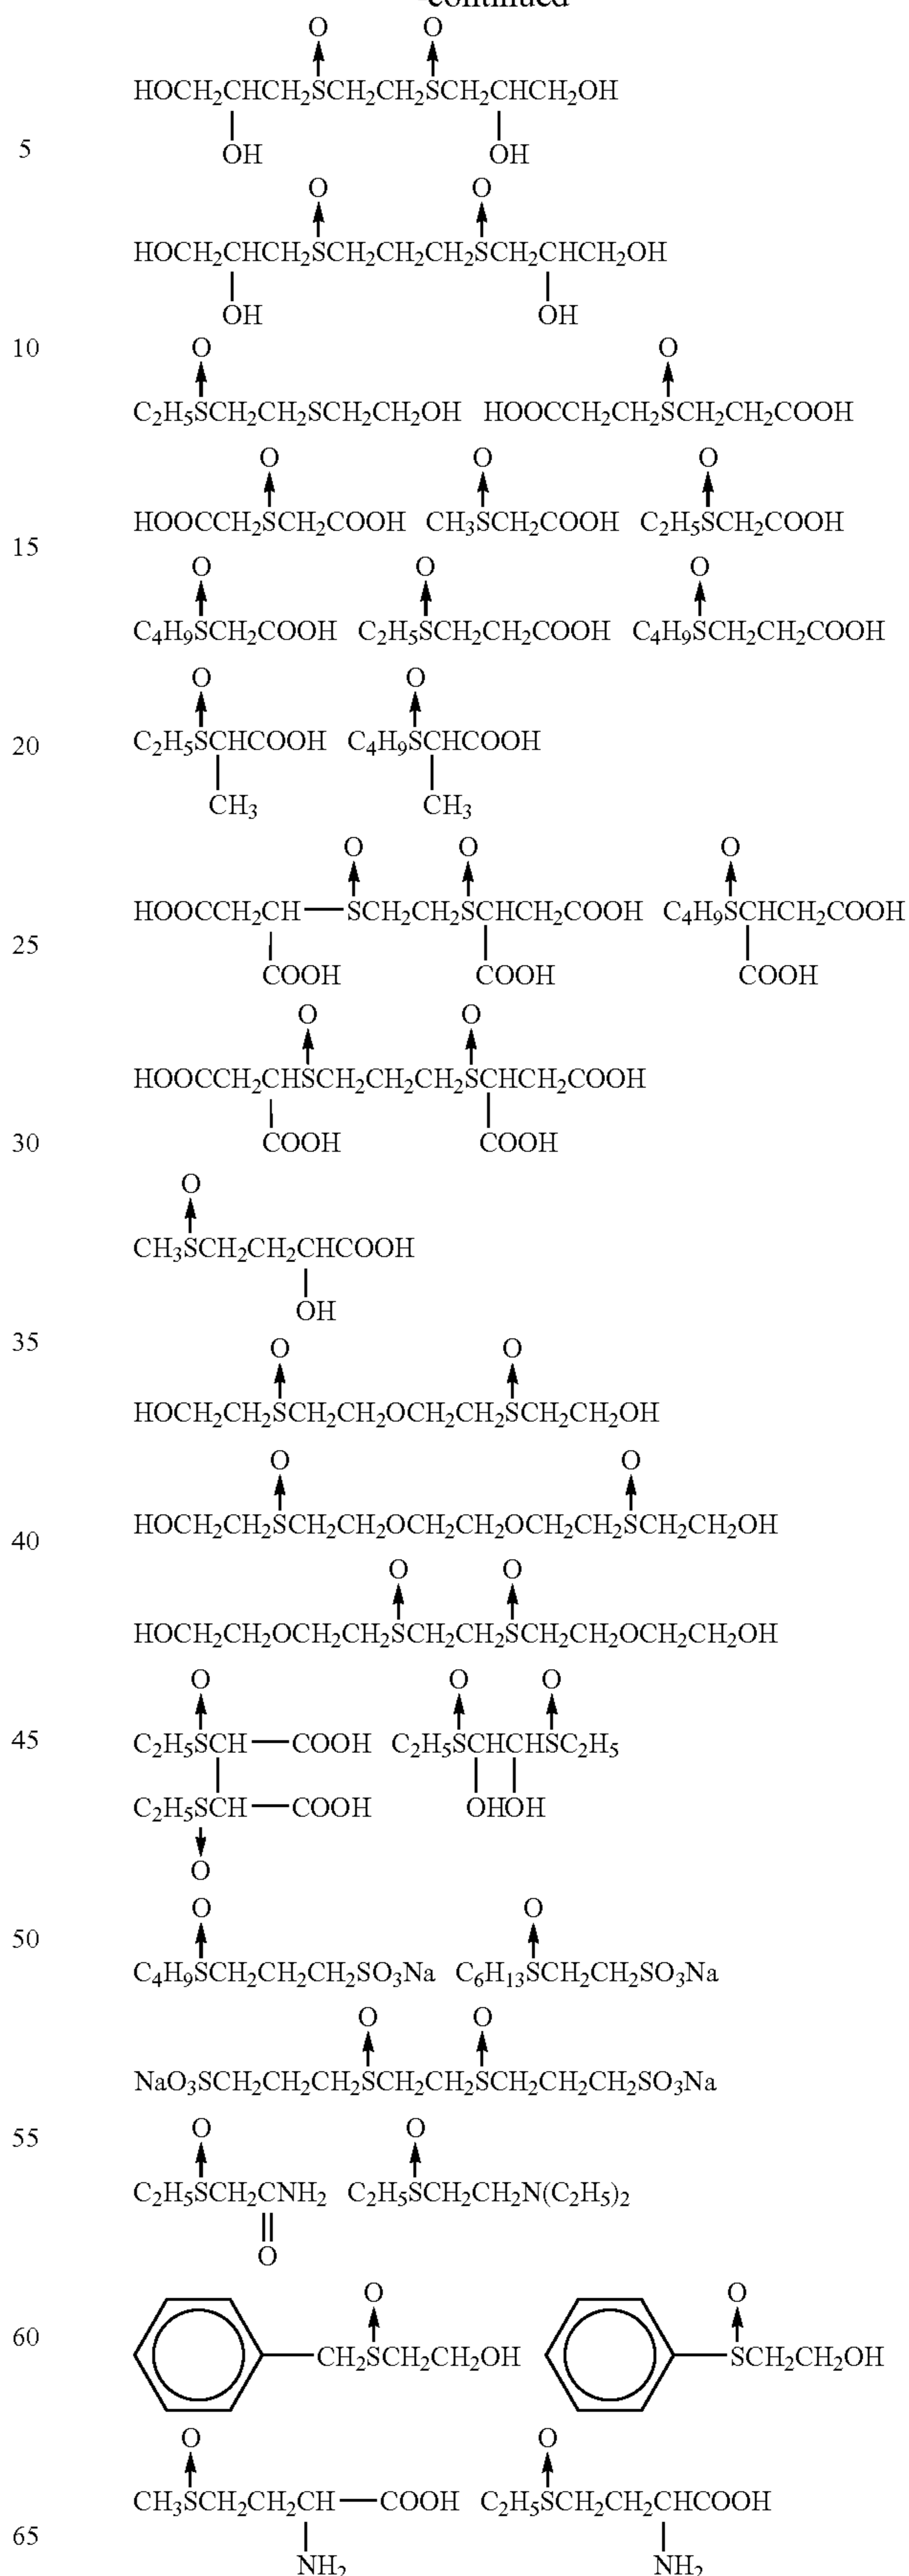 -continued
O O
HOCH₂CHCH₂SCH₂CH₂SCH₂CHCH₂OH
5
OH OH
O O
HOCH₂CHCH₂SCH₂CH₂CH₂SCH₂CHCH₂OH
OH OH
10
O O
C₂H₅SCH₂CH₂SCH₂CH₂OH HOOCCH₂CH₂SCH₂CH₂COOH
O O O
HOOCCH₂SCH₂COOH CH₃SCH₂COOH C₂H₅SCH₂COOH
15
O O O
C₄H₉SCH₂COOH C₂H₅SCH₂CH₂COOH C₄H₉SCH₂CH₂COOH
O O
20 C₂H₅SCHCOOH C₄H₉SCHCOOH
CH₃ CH₃
O O O
HOOCCH₂CH—SCH₂CH₂SCHCH₂COOH C₄H₉SCHCH₂COOH
25
COOH COOH COOH
O O
HOOCCH₂CHSCH₂CH₂CH₂SCHCH₂COOH
30 COOH COOH
O
CH₃SCH₂CH₂CHCOOH
OH
35
O O
HOCH₂CH₂SCH₂CH₂OCH₂CH₂SCH₂CH₂OH
O O
HOCH₂CH₂SCH₂CH₂OCH₂CH₂OCH₂CH₂SCH₂CH₂OH
40
O O
HOCH₂CH₂OCH₂CH₂SCH₂CH₂SCH₂CH₂OCH₂CH₂OH
O O O
45 C₂H₅SCH—COOH C₂H₅SCHCHSC₂H₅
C₂H₅SCH—COOH OHOH
O
O O
50
C₄H₉SCH₂CH₂CH₂SO₃Na C₆H₁₃SCH₂CH₂SO₃Na
O O
NaO₃SCH₂CH₂CH₂SCH₂CH₂SCH₂CH₂CH₂SO₃Na
55
O O
C₂H₅SCH₂CNH₂ C₂H₅SCH₂CH₂N(C₂H₅)₂
O
O O
60
CH₂SCH₂CH₂OH SCH₂CH₂OH
O O
CH₃SCH₂CH₂CH—COOH C₂H₅SCH₂CH₂CHCOOH
65
NH₂ NH₂